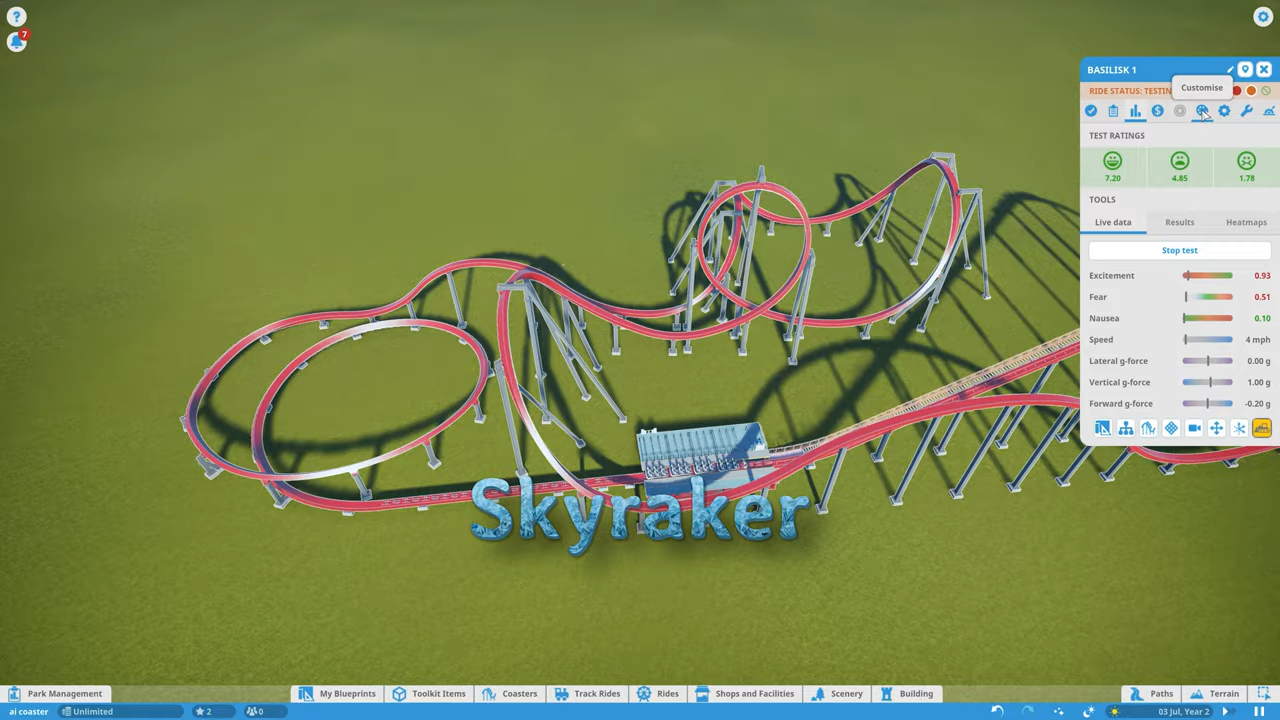 ?
7
BASILISK 1
RIDE STATUS: TESTIN
Customise
TEST RATINGS
7.20 4.85 1.78
TOOLS
Live data Results Heatmaps
Stop test
Excitement 0.93
Fear 0.51
Nausea 0.10
Speed 4 mph
Lateral g-force 0.00 g
Vertical g-force 1.00 g
Forward g-force -0.20 g
Skyraker
Park Management My Blueprints Toolkit Items Coasters Track Rides Rides Shops and Facilities Scenery Building Paths Terrain
ai coaster Unlimited 2 0 03 Jul, Year 2